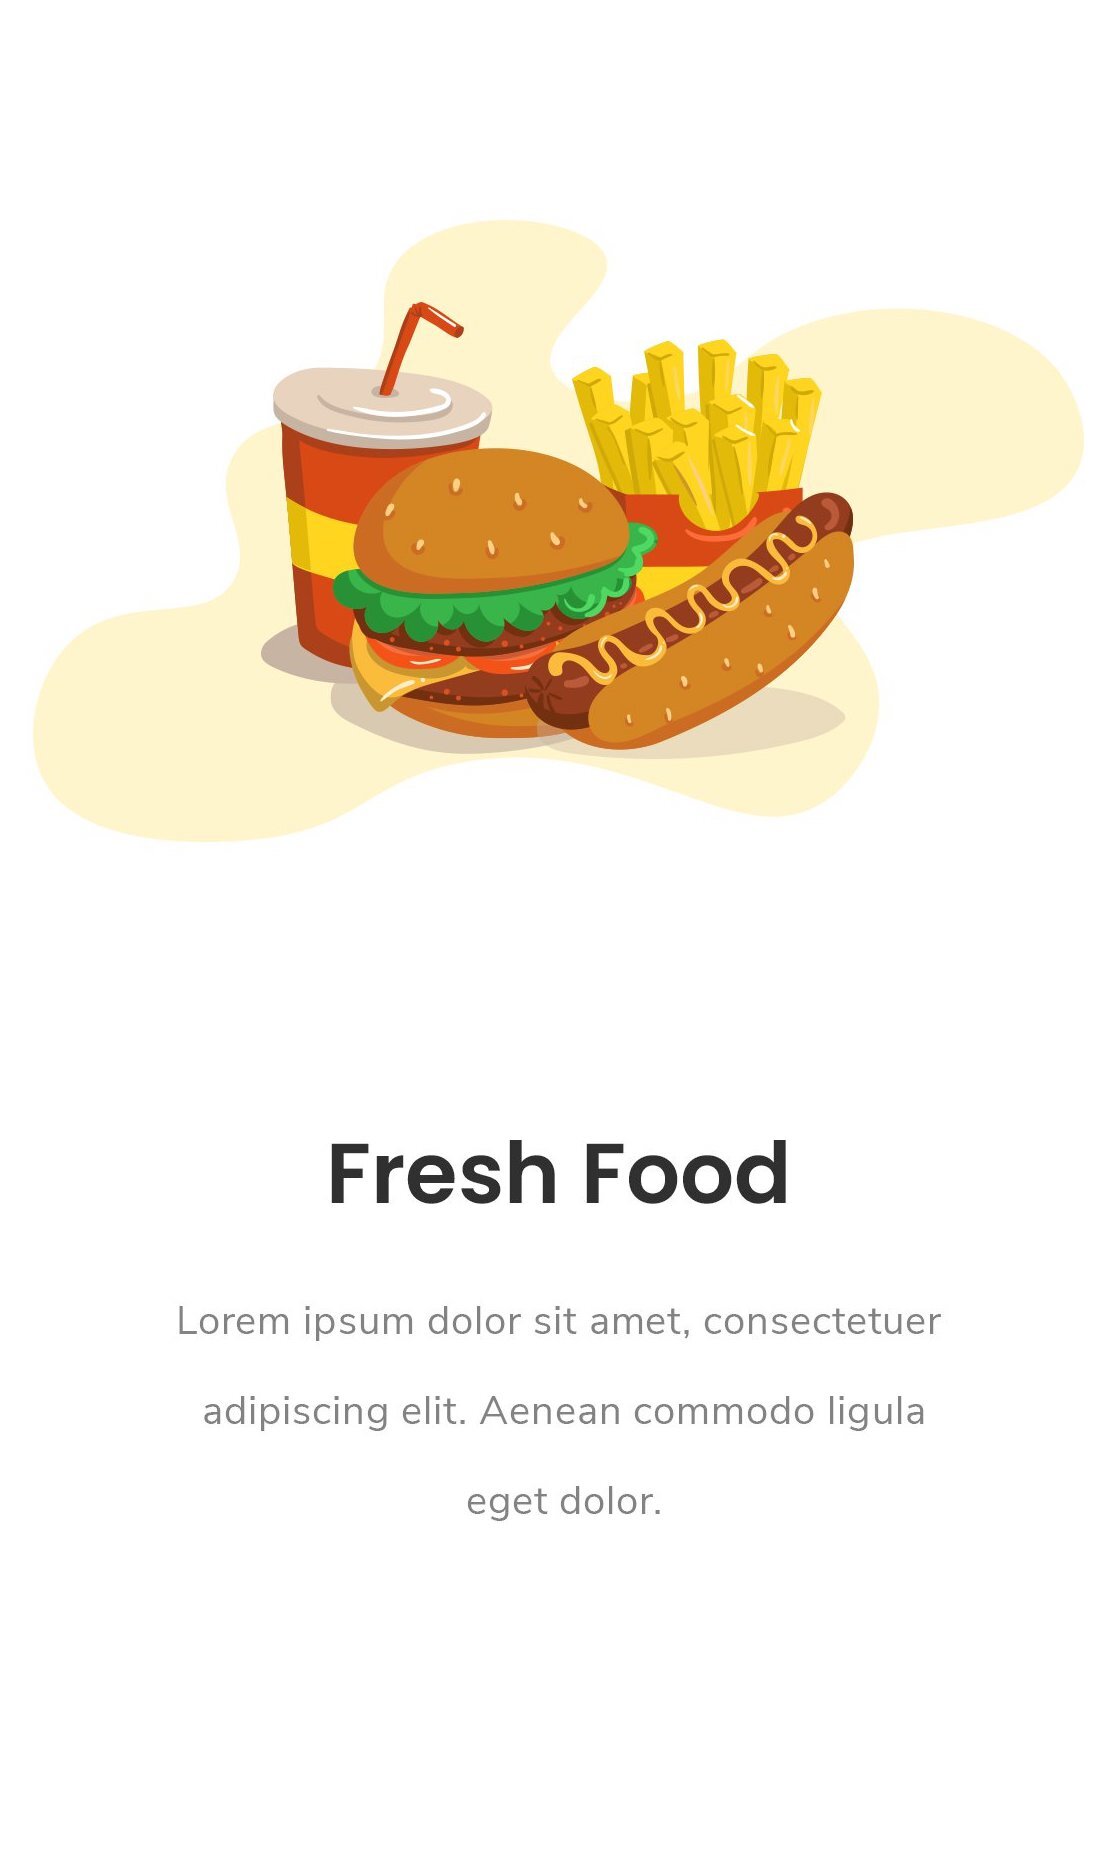 Fresh Food
Lorem ipsum dolor sit amet, consectetuer
adipiscing elit. Aenean commodo ligula
eget dolor.